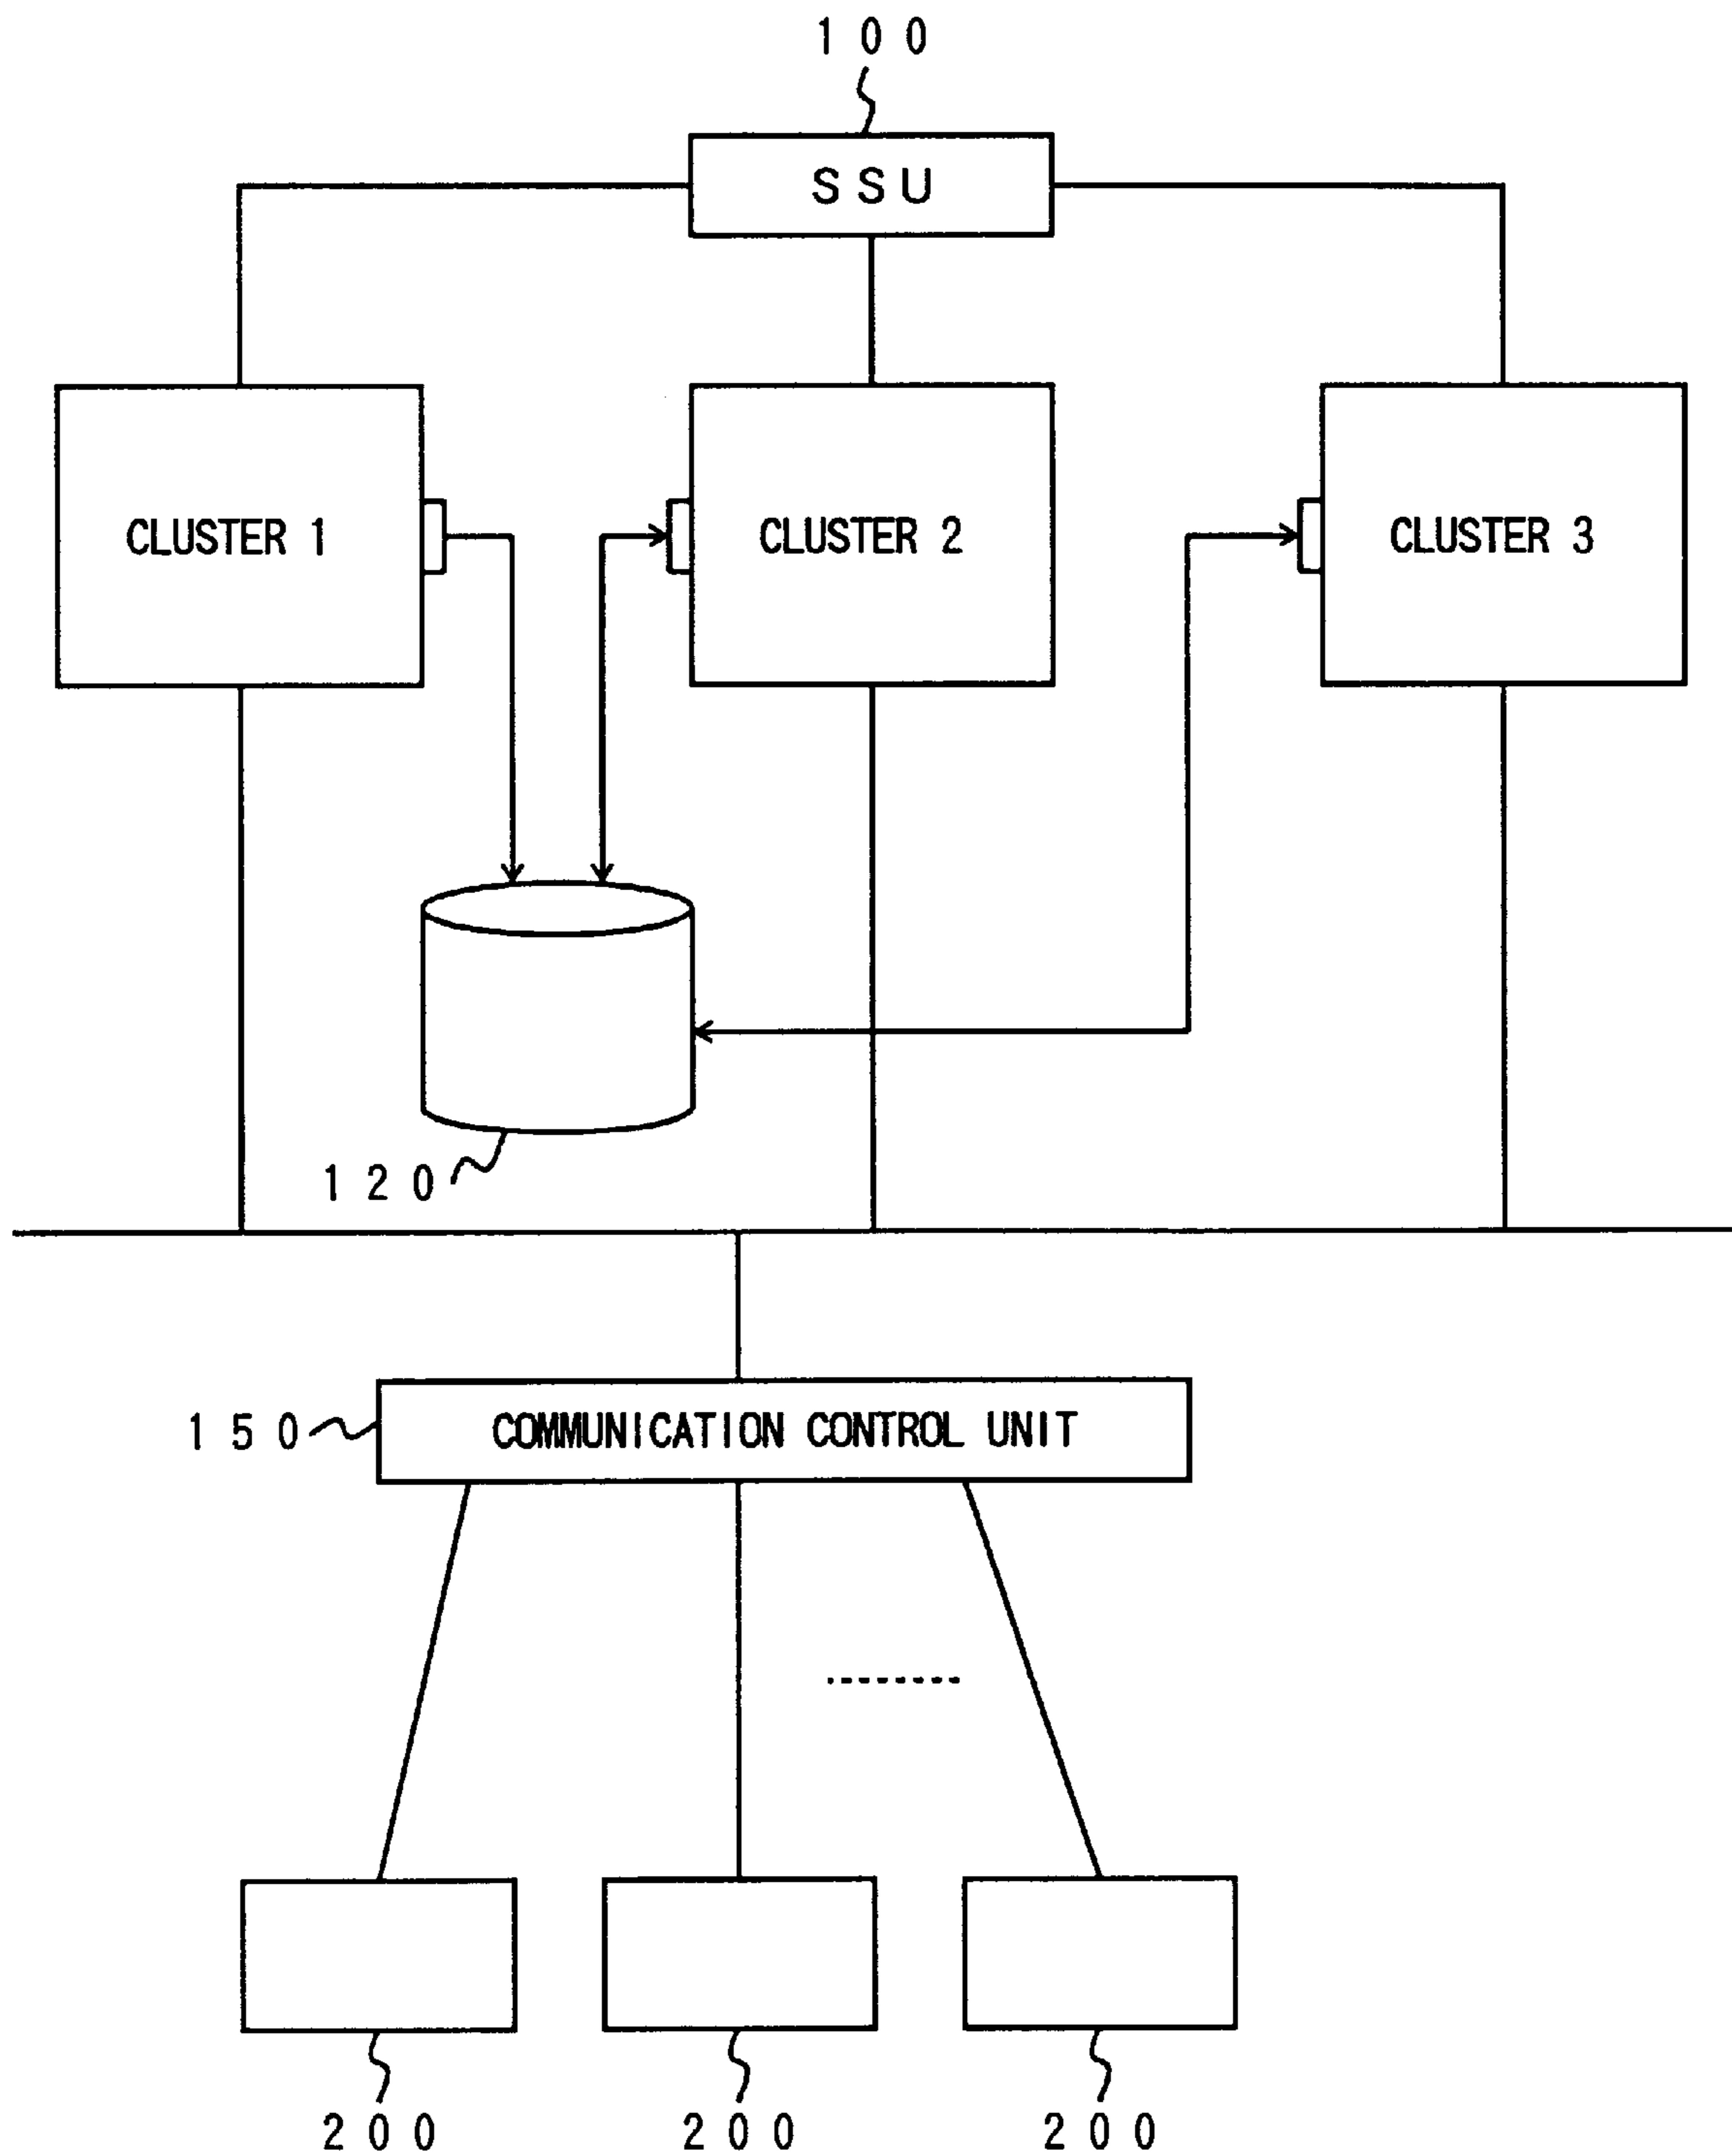 100
SSU
CLUSTER 1
CLUSTER 2
CLUSTER 3
120
150
COMMUNICATION CONTROL UNIT
200
200
200